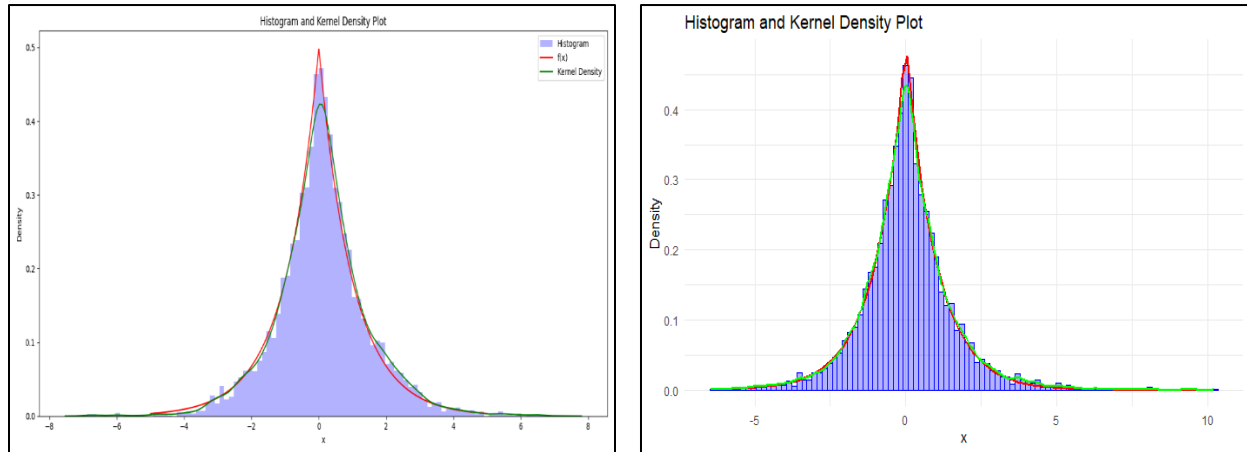 Histogram and Kernel Density Plot
Histogram
f(x)
Kernel Density
0.5
0.4
0.3
Density
0.2
0.1
0.0
−8 −6 −4 −2 0 2 4 6 8
x
Histogram and Kernel Density Plot
0.4
0.3
Density
0.2
0.1
0.0
-5 0 5 10
x